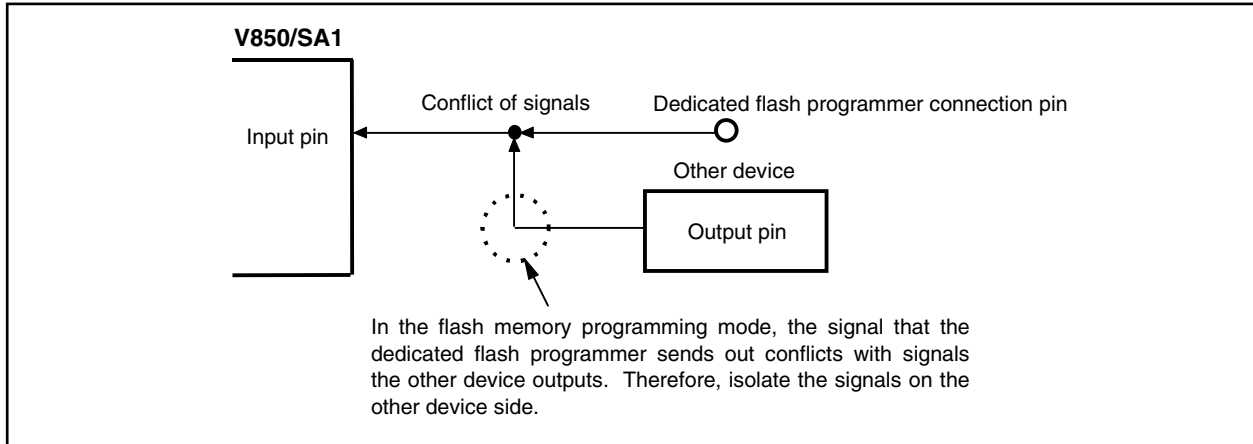 V850/SA1
Conflict of signals
Dedicated flash programmer connection pin
Input pin
Other device
Output pin
In the flash memory programming mode, the signal that the
dedicated flash programmer sends out conflicts with signals
the other device outputs. Therefore, isolate the signals on the
other device side.